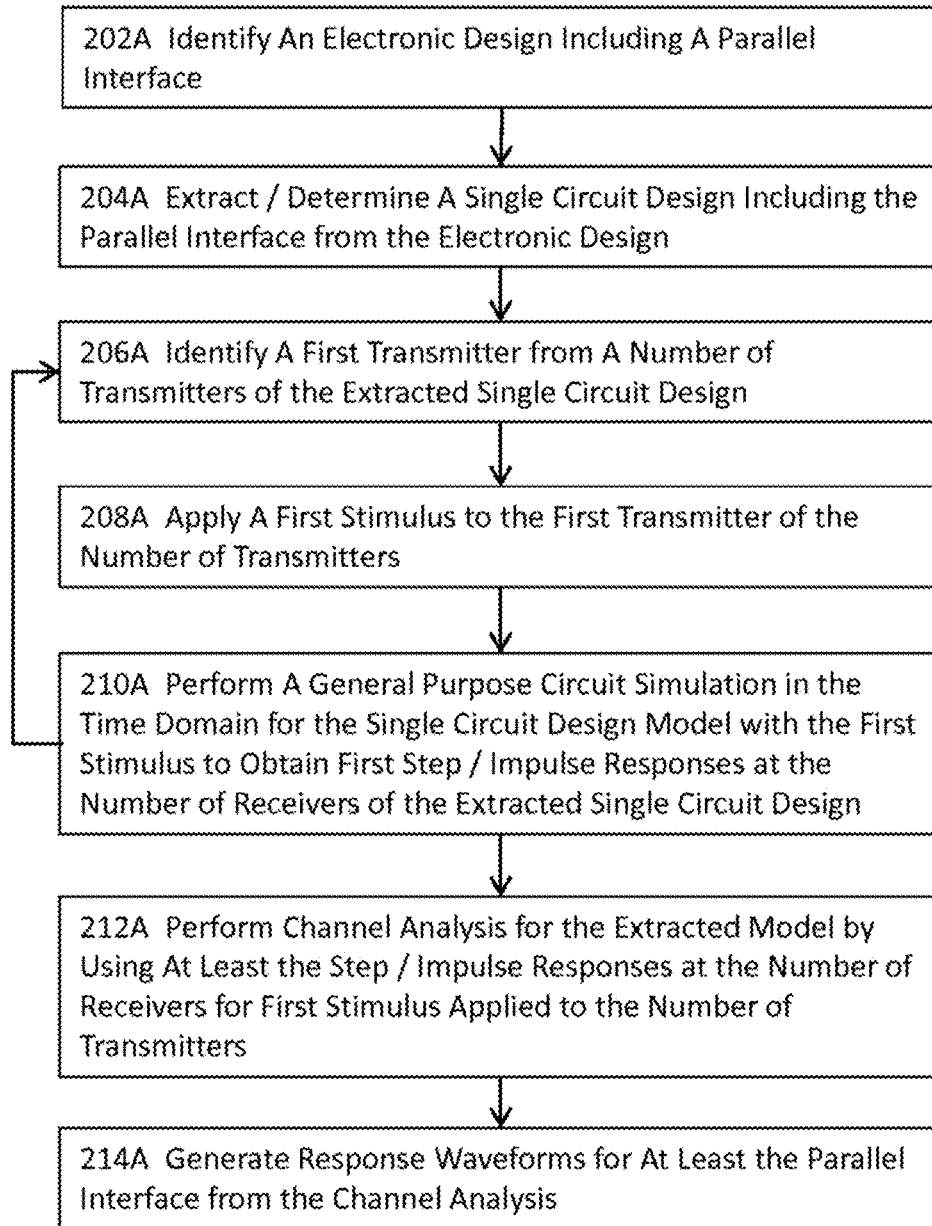 202A Identify An Electronic Design Including A Parallel
Interface
204A Extract / Determine A Single Circuit Design Including the
Parallel Interface from the Electronic Design
206A Identify A First Transmitter from A Number of
Transmitters of the Extracted Single Circuit Design
208A Apply A First Stimulus to the First Transmitter of the
Number of Transmitters
210A Perform A General Purpose Circuit Simulation in the
Time Domain for the Single Circuit Design Model with the First
Stimulus to Obtain First Step / Impulse Responses at the
Number of Receivers of the Extracted Single Circuit Design
212A Perform Channel Analysis for the Extracted Model by
Using At Least the Step / Impulse Responses at the Number of
Receivers for First Stimulus Applied to the Number of
Transmitters
214A Generate Response Waveforms for At Least the Parallel
Interface from the Channel Analysis